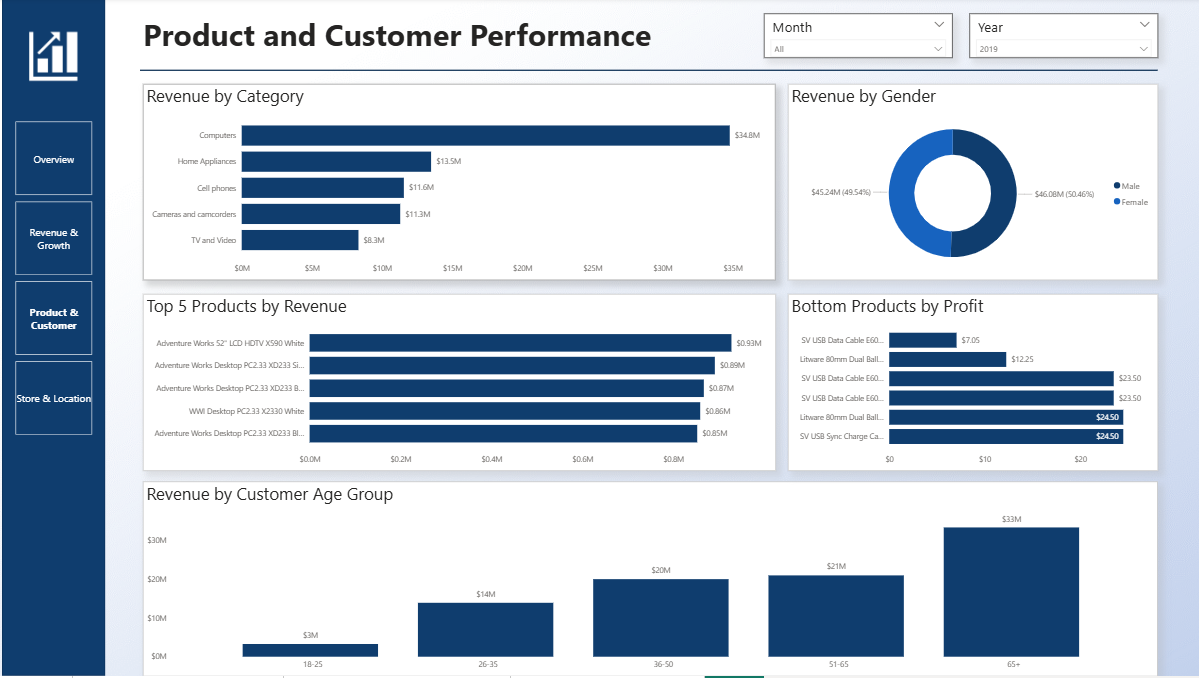 Product and Customer Performance
Month
All
Year
2019
Overview
Revenue &
Growth
Product &
Customer
Store & Location
Revenue by Category
Computers
$34.8M
Home Appliances
$13.5M
Cell phones
$11.6M
Cameras and camcorders
$11.3M
TV and Video
$8.3M
$0M $5M $10M $15M $20M $25M $30M $35M
Revenue by Gender
$45.24M (49.54%)
$46.08M (50.46%)
Male
Female
Top 5 Products by Revenue
Adventure Works 52" LCD HDTV X590 White
$0.93M
Adventure Works Desktop PC2.33 XD233 Si...
$0.89M
Adventure Works Desktop PC2.33 XD233 B...
$0.87M
WWI Desktop PC2.33 X2330 White
$0.86M
Adventure Works Desktop PC2.33 XD233 Bl...
$0.85M
$0.0M $0.2M $0.4M $0.6M $0.8M
Bottom Products by Profit
SV USB Data Cable E60...
$7.05
Litware 80mm Dual Ball...
$12.25
SV USB Data Cable E60...
$23.50
SV USB Data Cable E60...
$23.50
Litware 80mm Dual Ball...
$24.50
SV USB Sync Charge Ca...
$24.50
$0 $10 $20
Revenue by Customer Age Group
$30M
$20M
$10M
$0M
$3M
$14M
$20M
$21M
$33M
18-25 26-35 36-50 51-65 65+